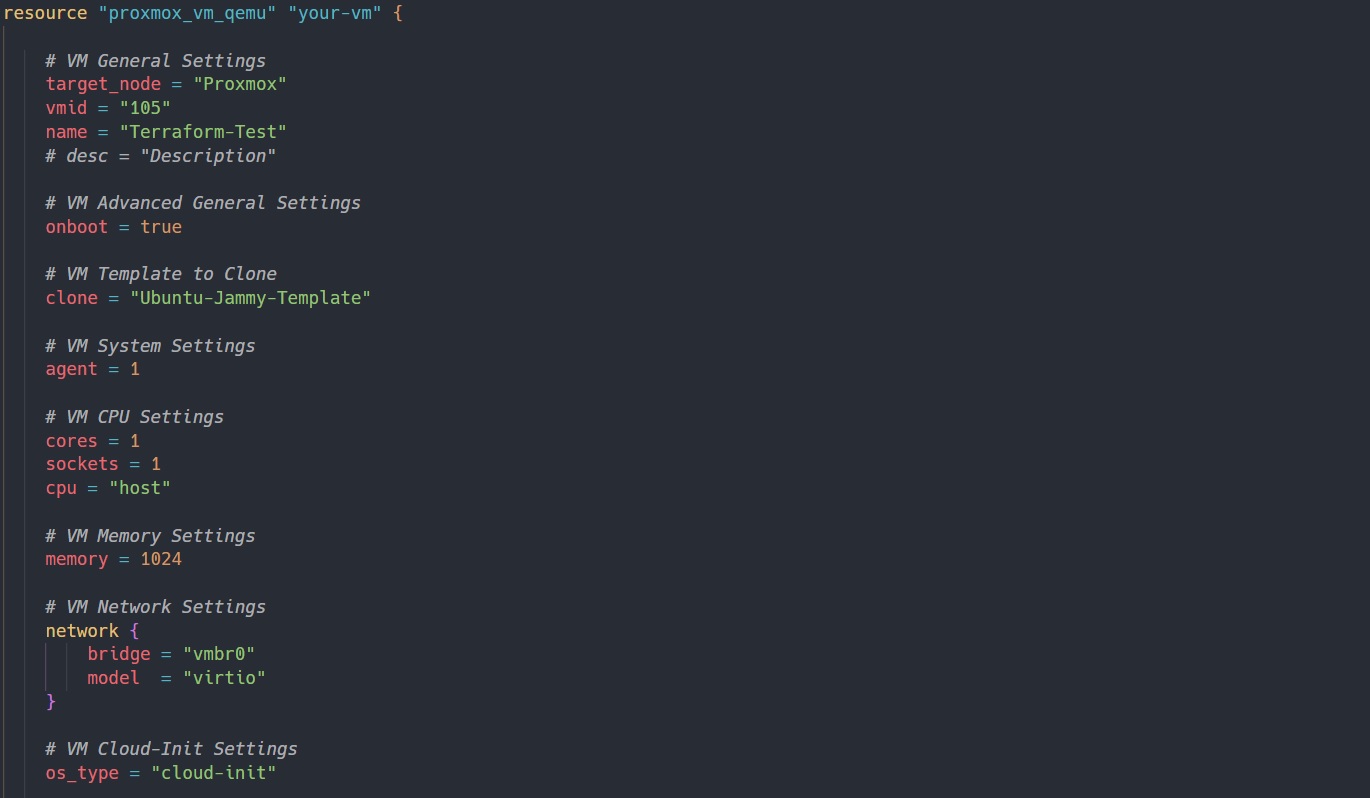 resource "proxmox_vm_qemu" "your-vm" {
# VM General Settings
target_node = "Proxmox"
vmid = "105"
name = "Terraform-Test"
# desc = "Description"
# VM Advanced General Settings
onboot = true
# VM Template to Clone
clone = "Ubuntu-Jammy-Template"
# VM System Settings
agent = 1
# VM CPU Settings
cores = 1
sockets = 1
cpu = "host"
# VM Memory Settings
memory = 1024
# VM Network Settings
network {
bridge = "vmbr0"
model  = "virtio"
}
# VM Cloud-Init Settings
os_type = "cloud-init"